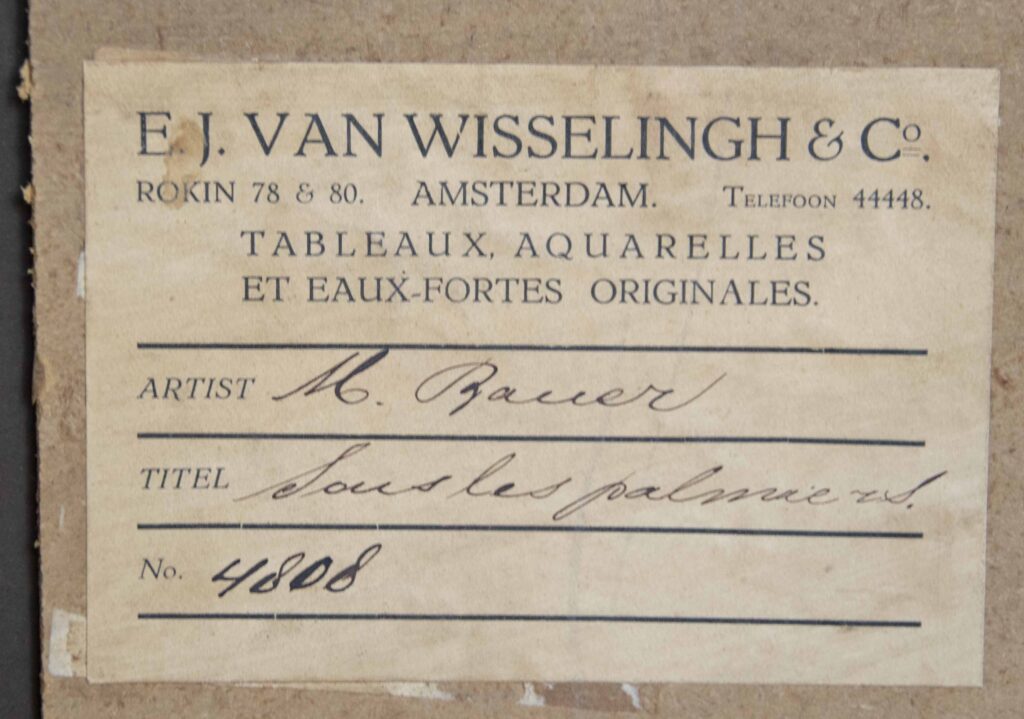 E. J. VAN WISSELINGH & Cº.
ROKIN 78 & 80. AMSTERDAM. TELEFOON 44448.
TABLEAUX, AQUARELLES
ET EAUX-FORTES ORIGINALES.
ARTIST M. Bauer
TITEL Sous les palmiers.
No. 4808